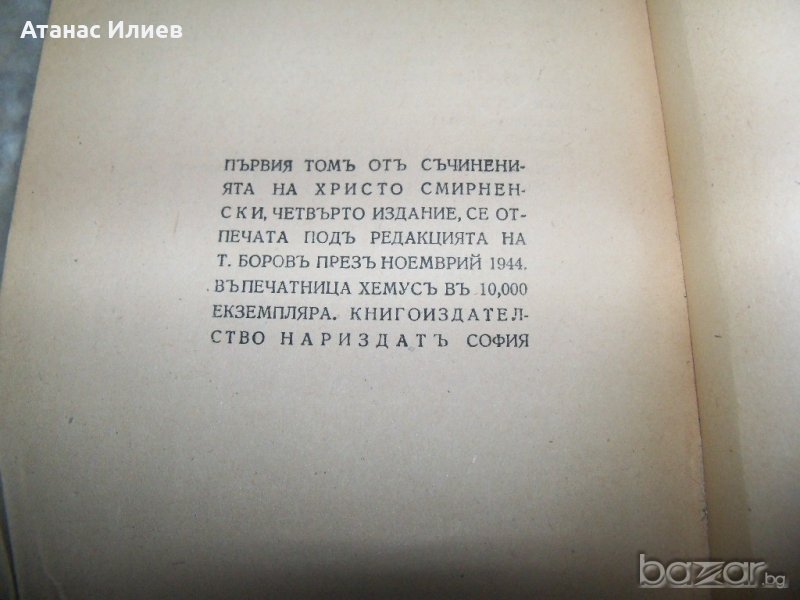 Атанас Илиев
ПЪРВИЯ ТОМЪ ОТЪ СЪЧИНЕНИ-
ЯТА НА ХРИСТО СМИРНЕН-
СКИ, ЧЕТВЪРТО ИЗДАНИЕ, СЕ ОТ-
ПЕЧАТА ПОДЪ РЕДАКЦИЯТА НА
Т. БОРОВЪ ПРЕЗЪ НОЕМВРИЙ 1944.
ВЪ ПЕЧАТНИЦА ХЕМУСЪ ВЪ 10,000
ЕКЗЕМПЛЯРА. КНИГОИЗДАТЕЛ-
СТВО НАРИЗДАТЪ СОФИЯ
bazar.bg